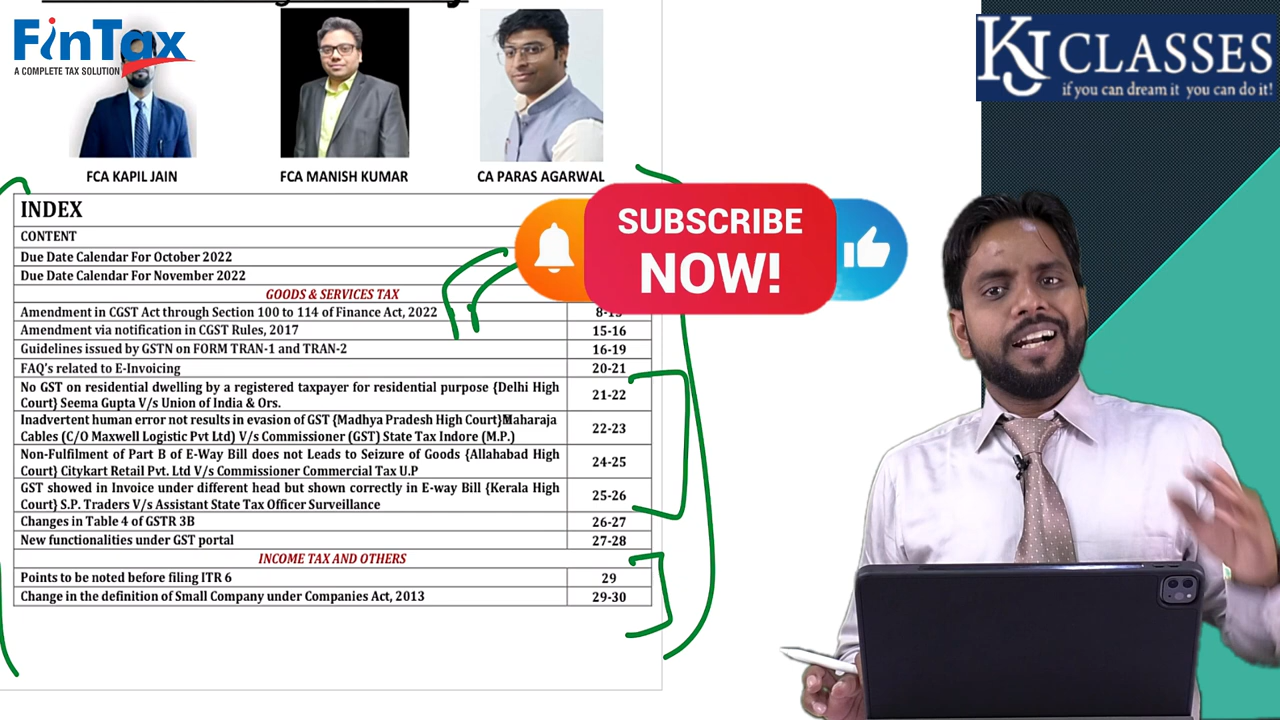 FinTax
A COMPLETE TAX SOLUTION
KJ CLASSES
if you can dream it you can do it!
FCA KAPIL JAIN
FCA MANISH KUMAR
CA PARAS AGARWAL
SUBSCRIBE
NOW!
INDEX
CONTENT
Due Date Calendar For October 2022
Due Date Calendar For November 2022
GOODS & SERVICES TAX
Amendment in CGST Act through Section 100 to 114 of Finance Act, 2022
Amendment via notification in CGST Rules, 2017 15-16
Guidelines issued by GSTN on FORM TRAN-1 and TRAN-2 16-19
FAQ's related to E-Invoicing 20-21
No GST on residential dwelling by a registered taxpayer for residential purpose {Delhi High
Court} Seema Gupta V/s Union of India & Ors. 21-22
Inadvertent human error not results in evasion of GST {Madhya Pradesh High Court}Maharaja
Cables (C/O Maxwell Logistic Pvt Ltd) V/s Commissioner (GST) State Tax Indore (M.P.) 22-23
Non-Fulfilment of Part B of E-Way Bill does not Leads to Seizure of Goods {Allahabad High
Court} Citykart Retail Pvt. Ltd V/s Commissioner Commercial Tax U.P 24-25
GST showed in Invoice under different head but shown correctly in E-way Bill {Kerala High
Court} S.P. Traders V/s Assistant State Tax Officer Surveillance 25-26
Changes in Table 4 of GSTR 3B 26-27
New functionalities under GST portal 27-28
INCOME TAX AND OTHERS
Points to be noted before filing ITR 6 29
Change in the definition of Small Company under Companies Act, 2013 29-30